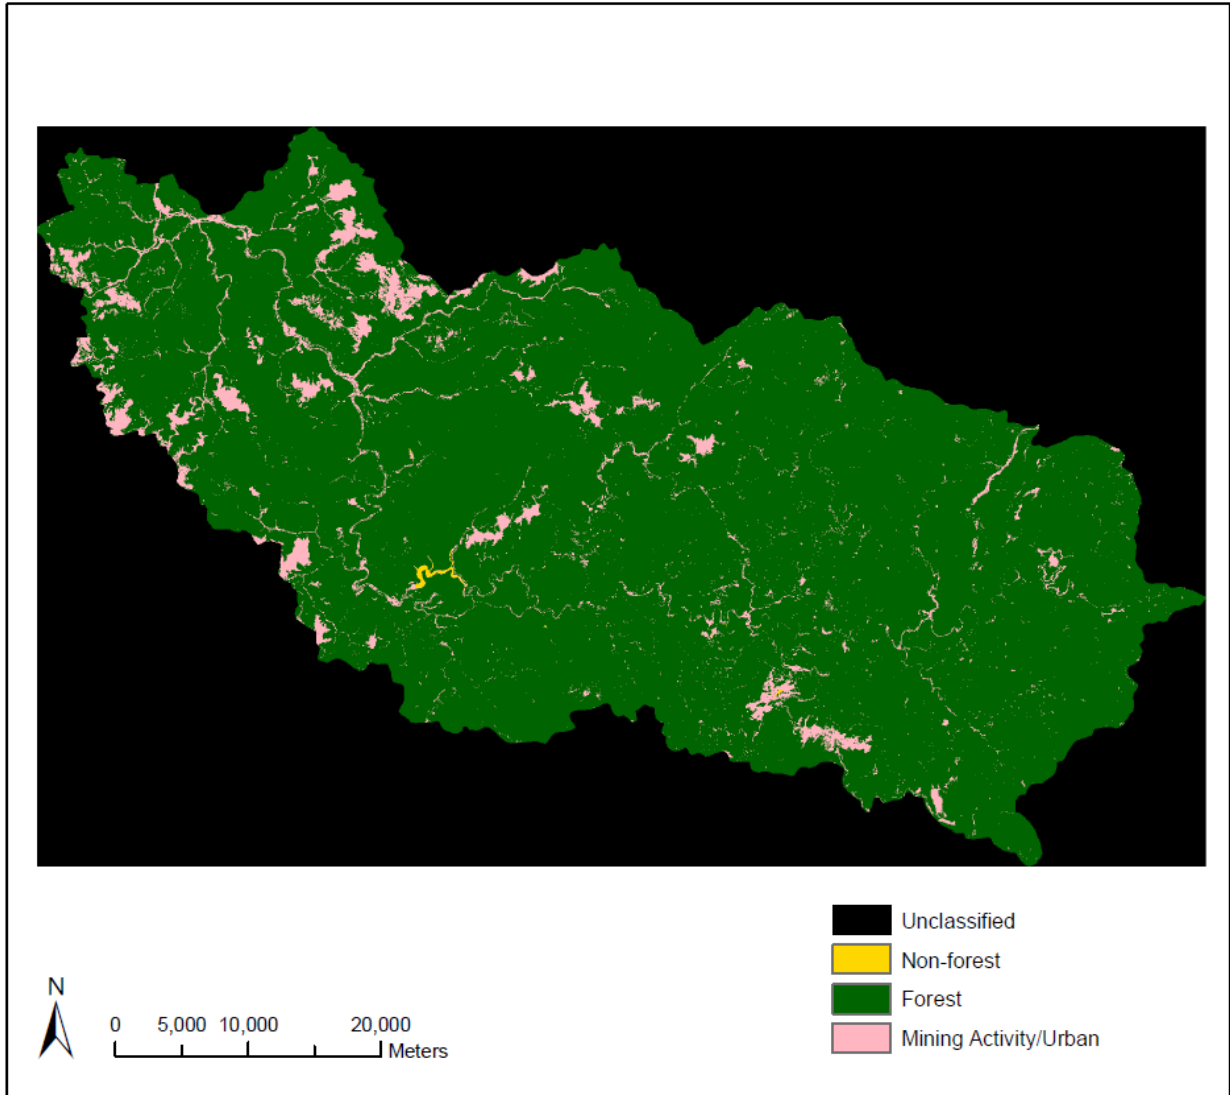 Unclassified
Non-forest
Forest
Mining Activity/Urban
N
0 5,000 10,000 20,000
Meters